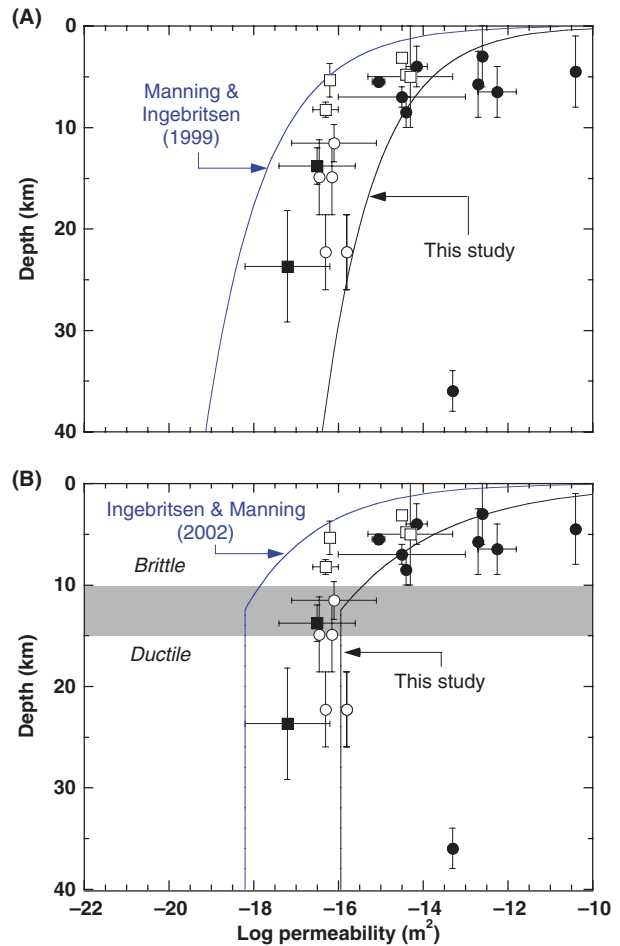 (A)
0
10
20
30
40
Depth (km)
Manning &
Ingebritsen
(1999)
This study
(B)
0
10
20
30
40
Depth (km)
Ingebritsen & Manning
(2002)
Brittle
Ductile
This study
–22 –20 –18 –16 –14 –12 –10
Log permeability (m²)